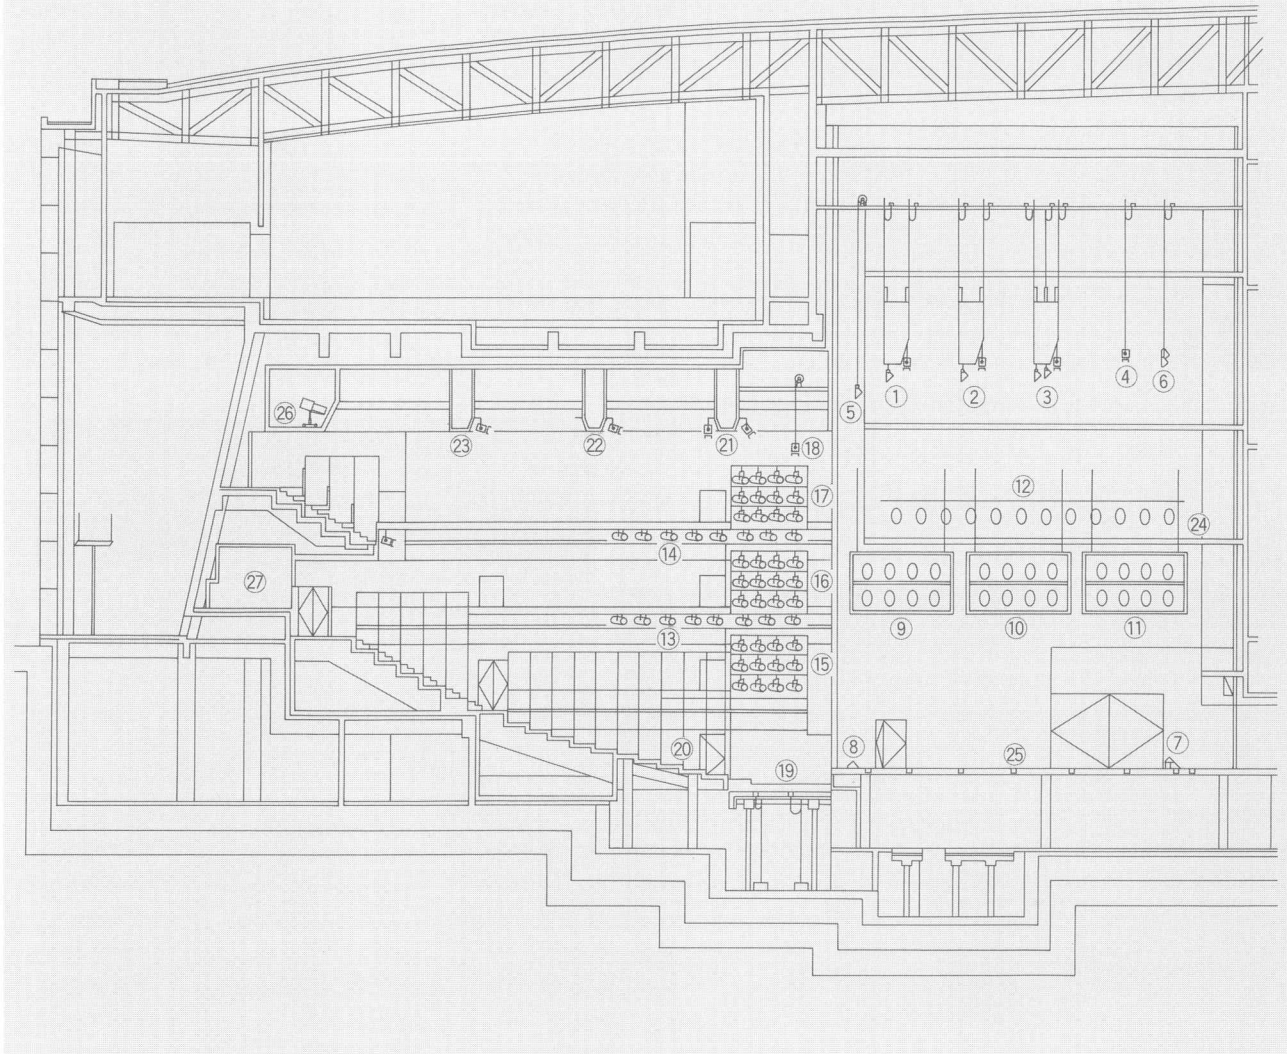 ⑤ ① ② ③ ④ ⑥
㉖ ㉓ ㉒ ㉑ ⑱
⑰ ⑫
⑭ ㉔
㉗ ⑯
⑬ ⑨ ⑩ ⑪
⑮
⑳ ⑲ ⑧ ㉕ ⑦